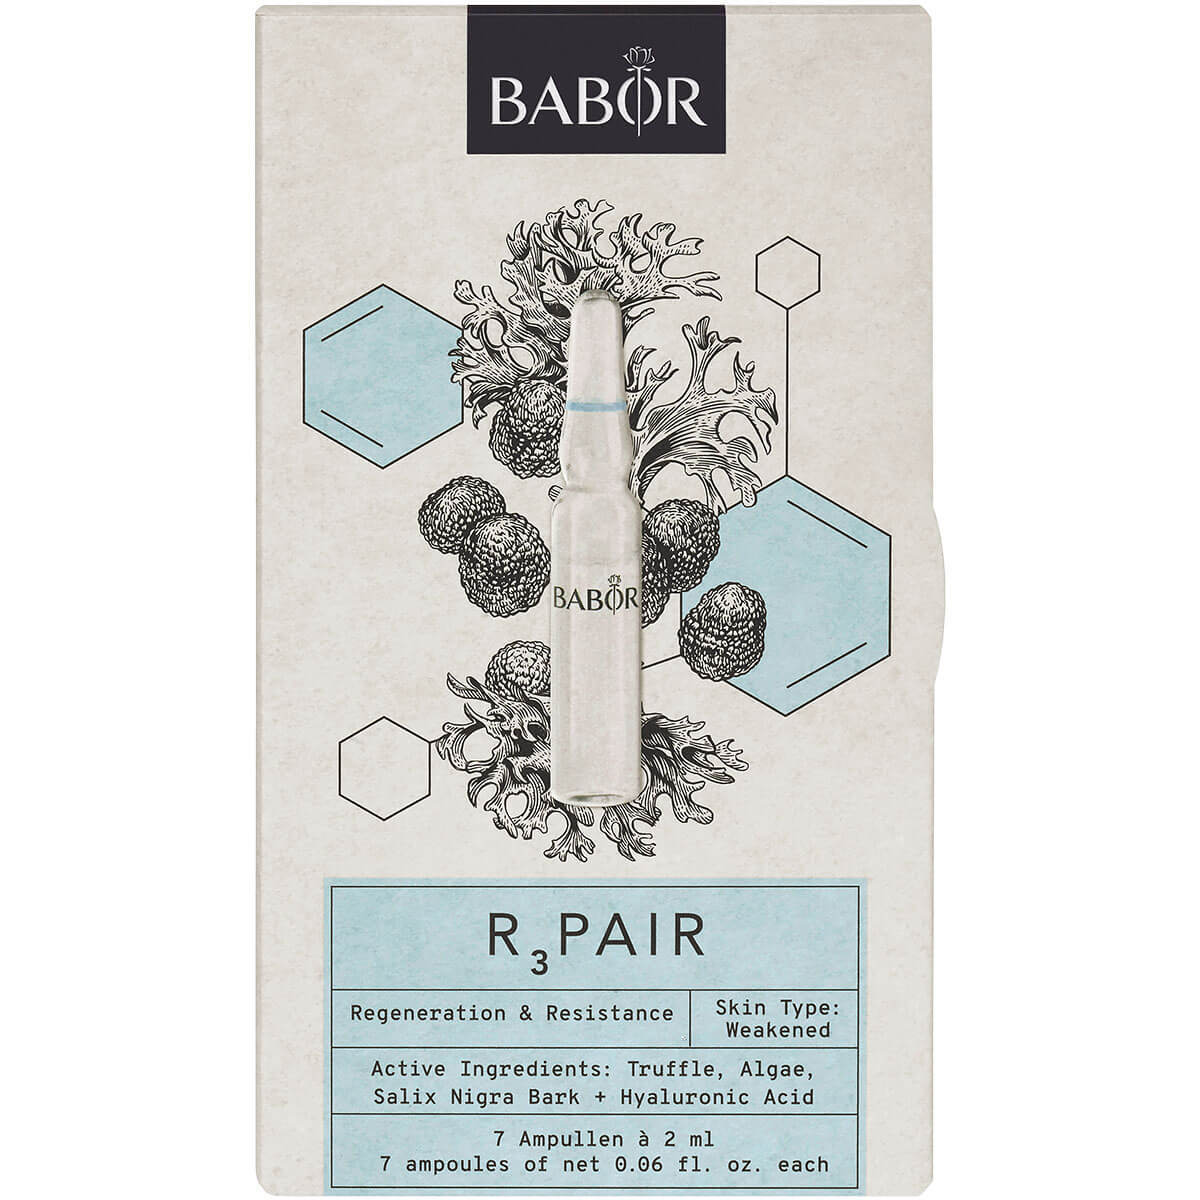 BABOR
BABOR
R3PAIR
Regeneration & Resistance
Skin Type:
Weakened
Active Ingredients: Truffle, Algae,
Salix Nigra Bark + Hyaluronic Acid
7 Ampullen à 2 ml
7 ampoules of net 0.06 fl. oz. each